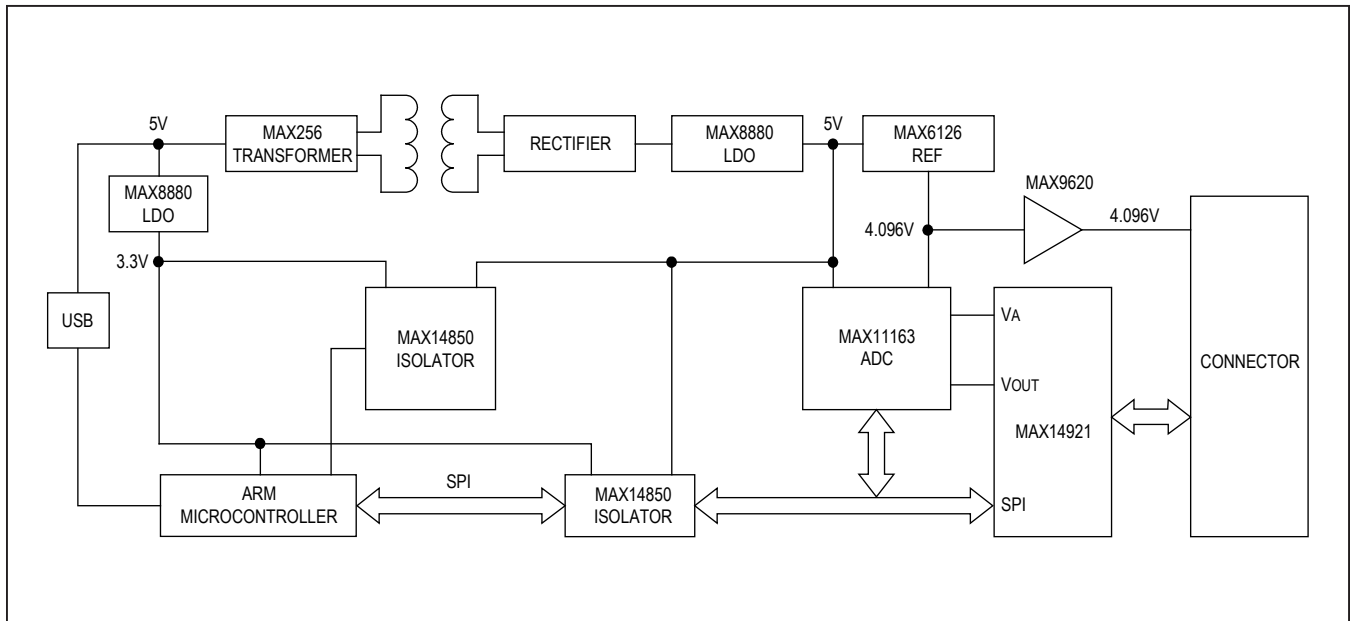 5V
MAX256
TRANSFORMER
RECTIFIER
MAX8880
LDO
5V
MAX6126
REF
MAX8880
LDO
MAX9620
4.096V
4.096V
3.3V
USB
MAX14850
ISOLATOR
MAX11163
ADC
VA
VOUT
MAX14921
SPI
CONNECTOR
ARM
MICROCONTROLLER
SPI
MAX14850
ISOLATOR